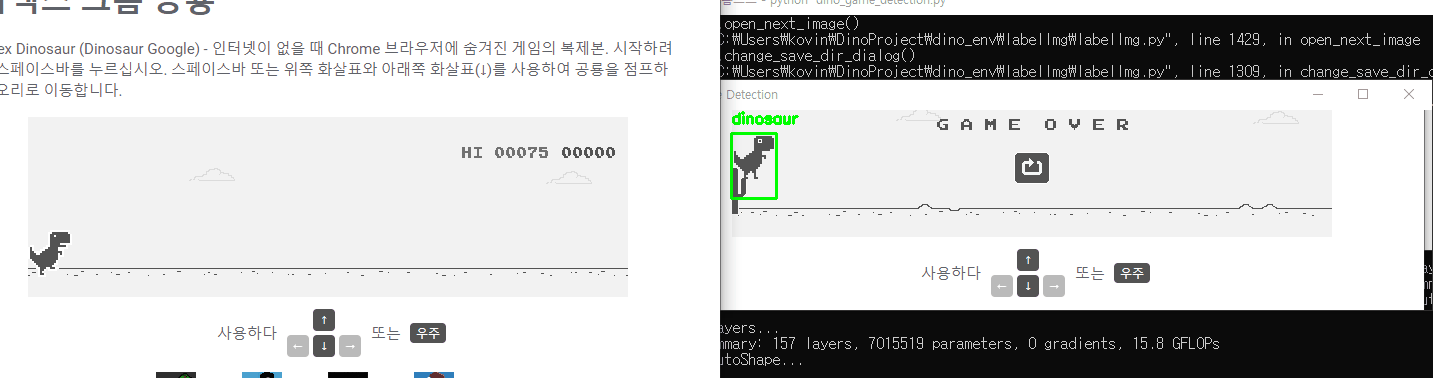 ex Dinosaur (Dinosaur Google) - 인터넷이 없을 때 Chrome 브라우저에 숨겨진 게임의 복제본. 시작하려
스페이스바를 누르십시오. 스페이스바 또는 위쪽 화살표와 아래쪽 화살표(↓)를 사용하여 공룡을 점프하
오리로 이동합니다.
HI 00075 00000
사용하다 ↑ ← ↓ → 또는 우주
- python dino_game_detection.py
open_next_image()
C:₩Users₩kovin₩DinoProject₩dino_env₩labelImg₩labelImg.py", line 1429, in open_next_image
.change_save_dir_dialog()
C:₩Users₩kovin₩DinoProject₩dino_env₩labelImg₩labelImg.py", line 1309, in change_save_dir_
Detection
dinosaur
GAME OVER
사용하다 ↑ ← ↓ → 또는 우주
ayers...
mmary: 157 layers, 7015519 parameters, 0 gradients, 15.8 GFLOPs
utoShape...